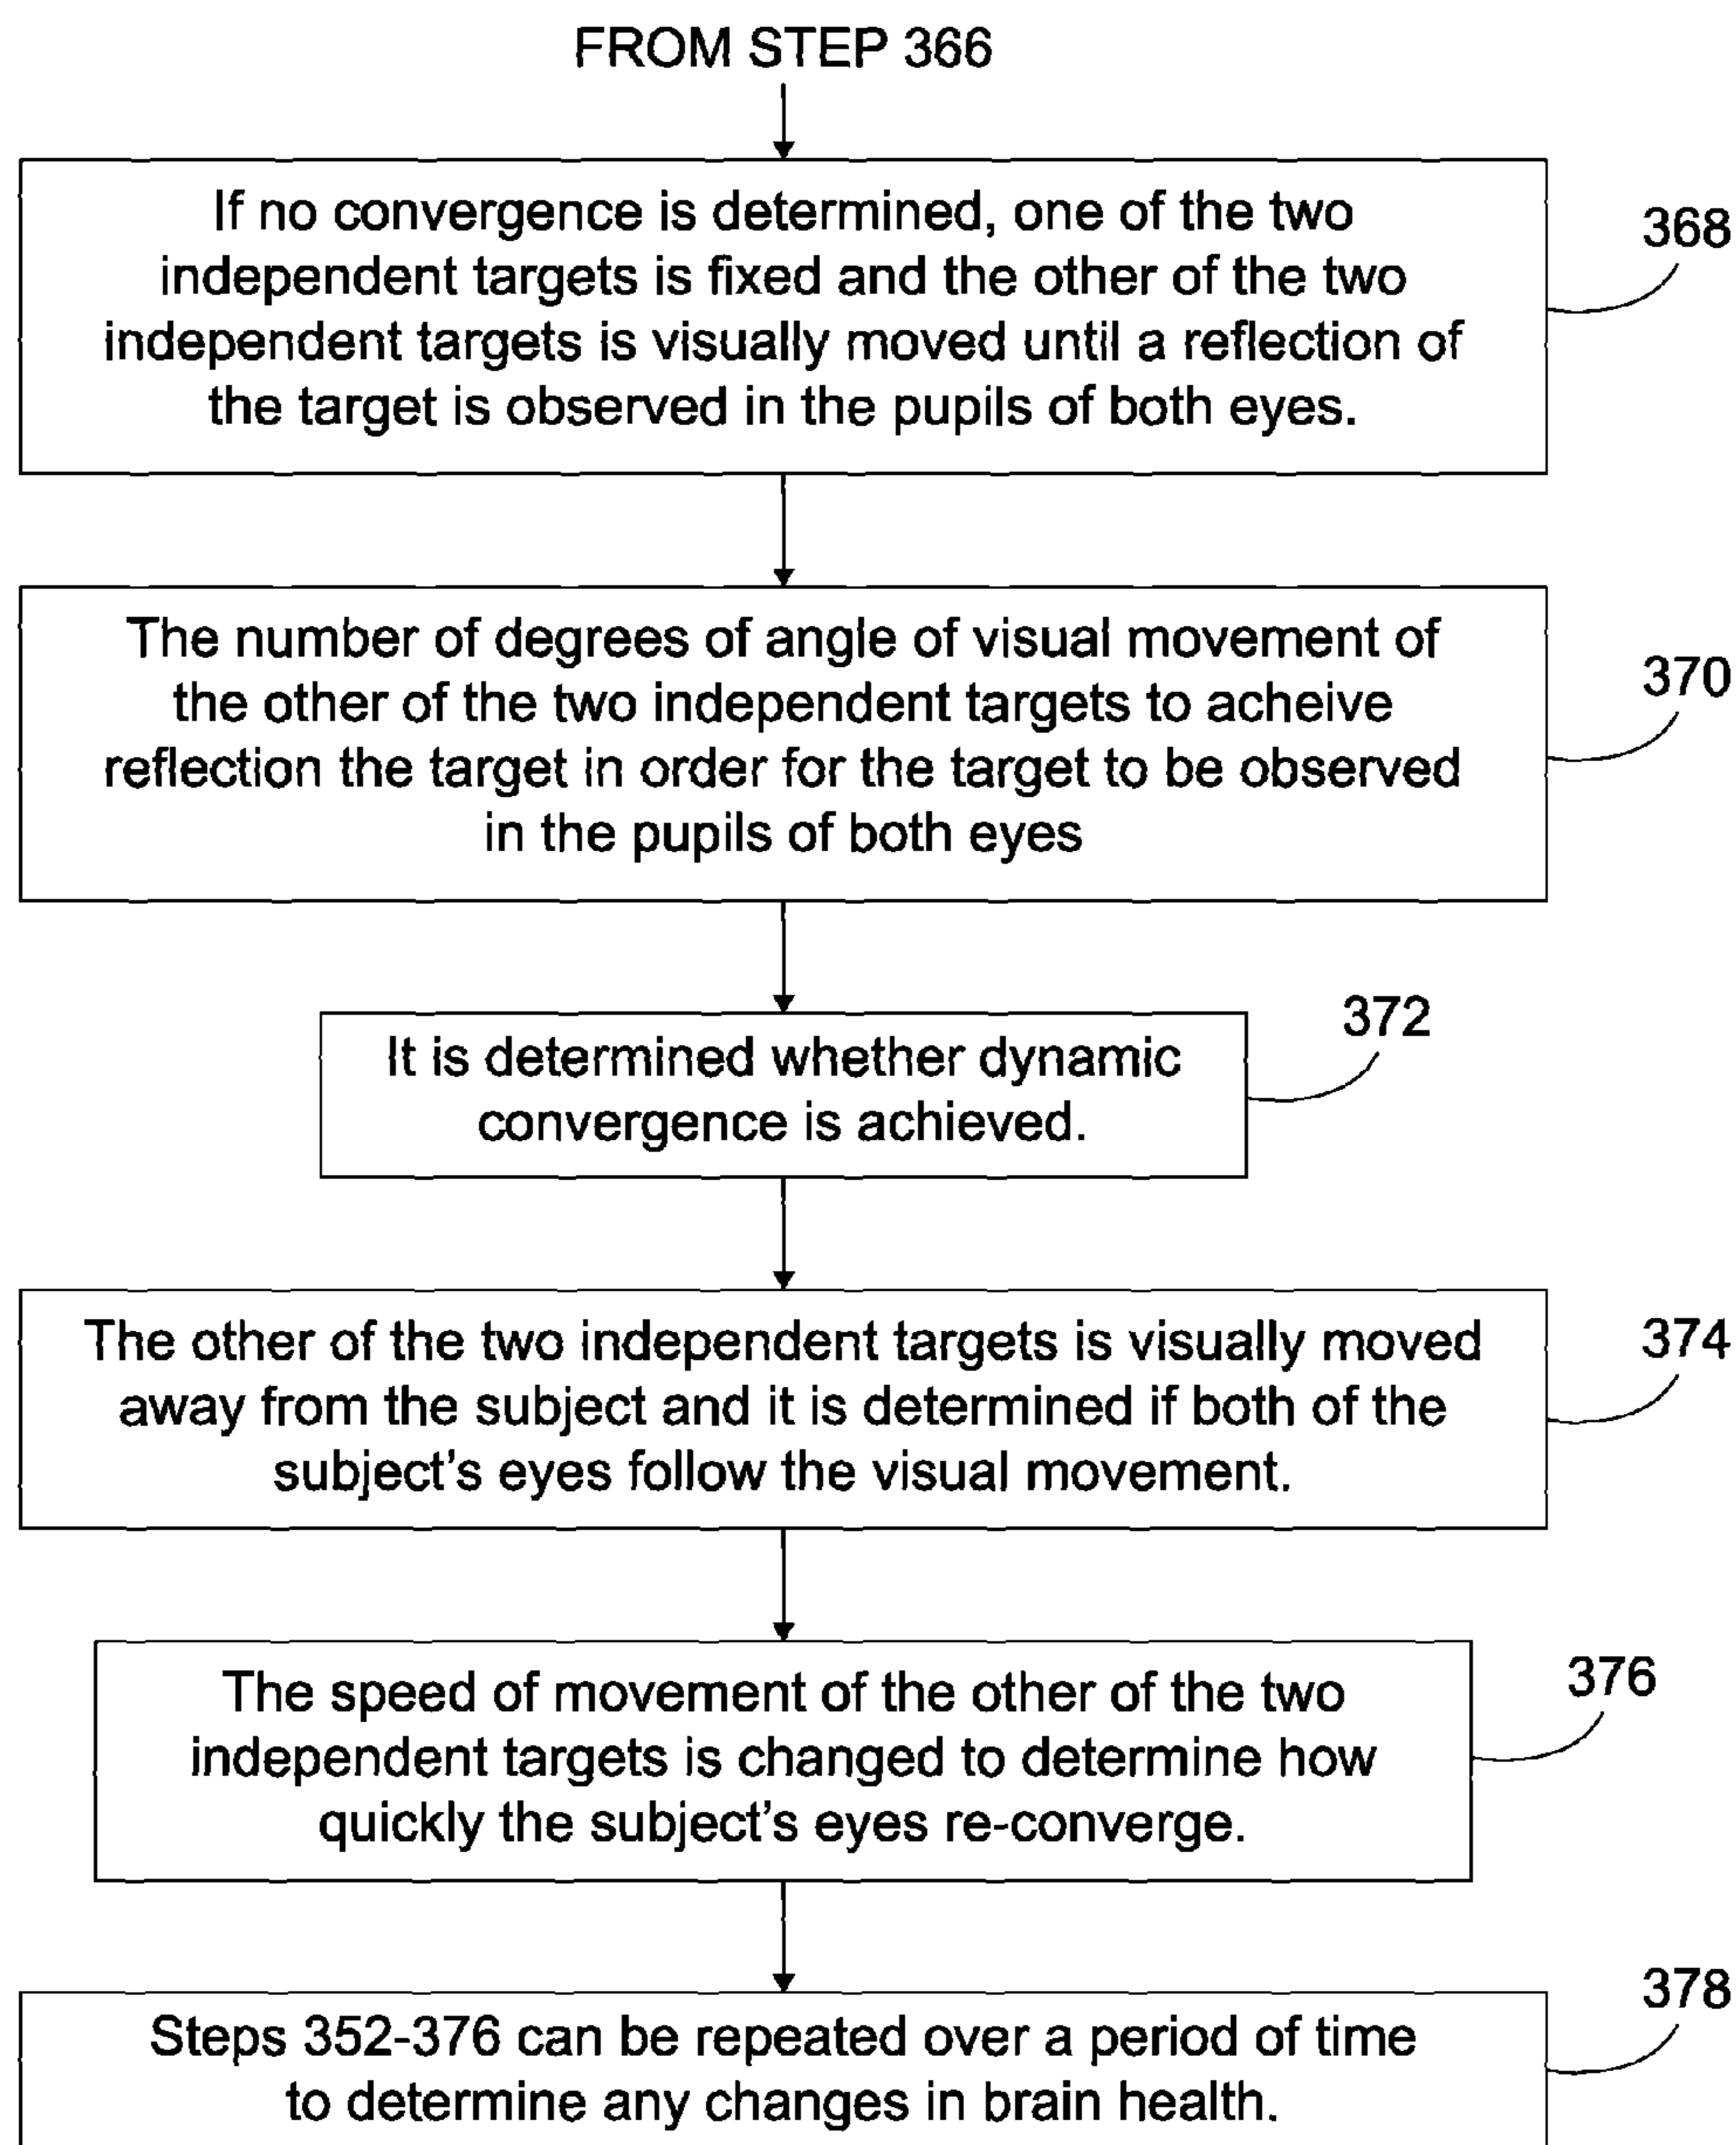 FROM STEP 366
If no convergence is determined, one of the two
independent targets is fixed and the other of the two
independent targets is visually moved until a reflection of
the target is observed in the pupils of both eyes.
368
The number of degrees of angle of visual movement of
the other of the two independent targets to acheive
reflection the target in order for the target to be observed
in the pupils of both eyes
370
It is determined whether dynamic
convergence is achieved.
372
The other of the two independent targets is visually moved
away from the subject and it is determined if both of the
subject's eyes follow the visual movement.
374
The speed of movement of the other of the two
independent targets is changed to determine how
quickly the subject's eyes re-converge.
376
Steps 352-376 can be repeated over a period of time
to determine any changes in brain health.
378